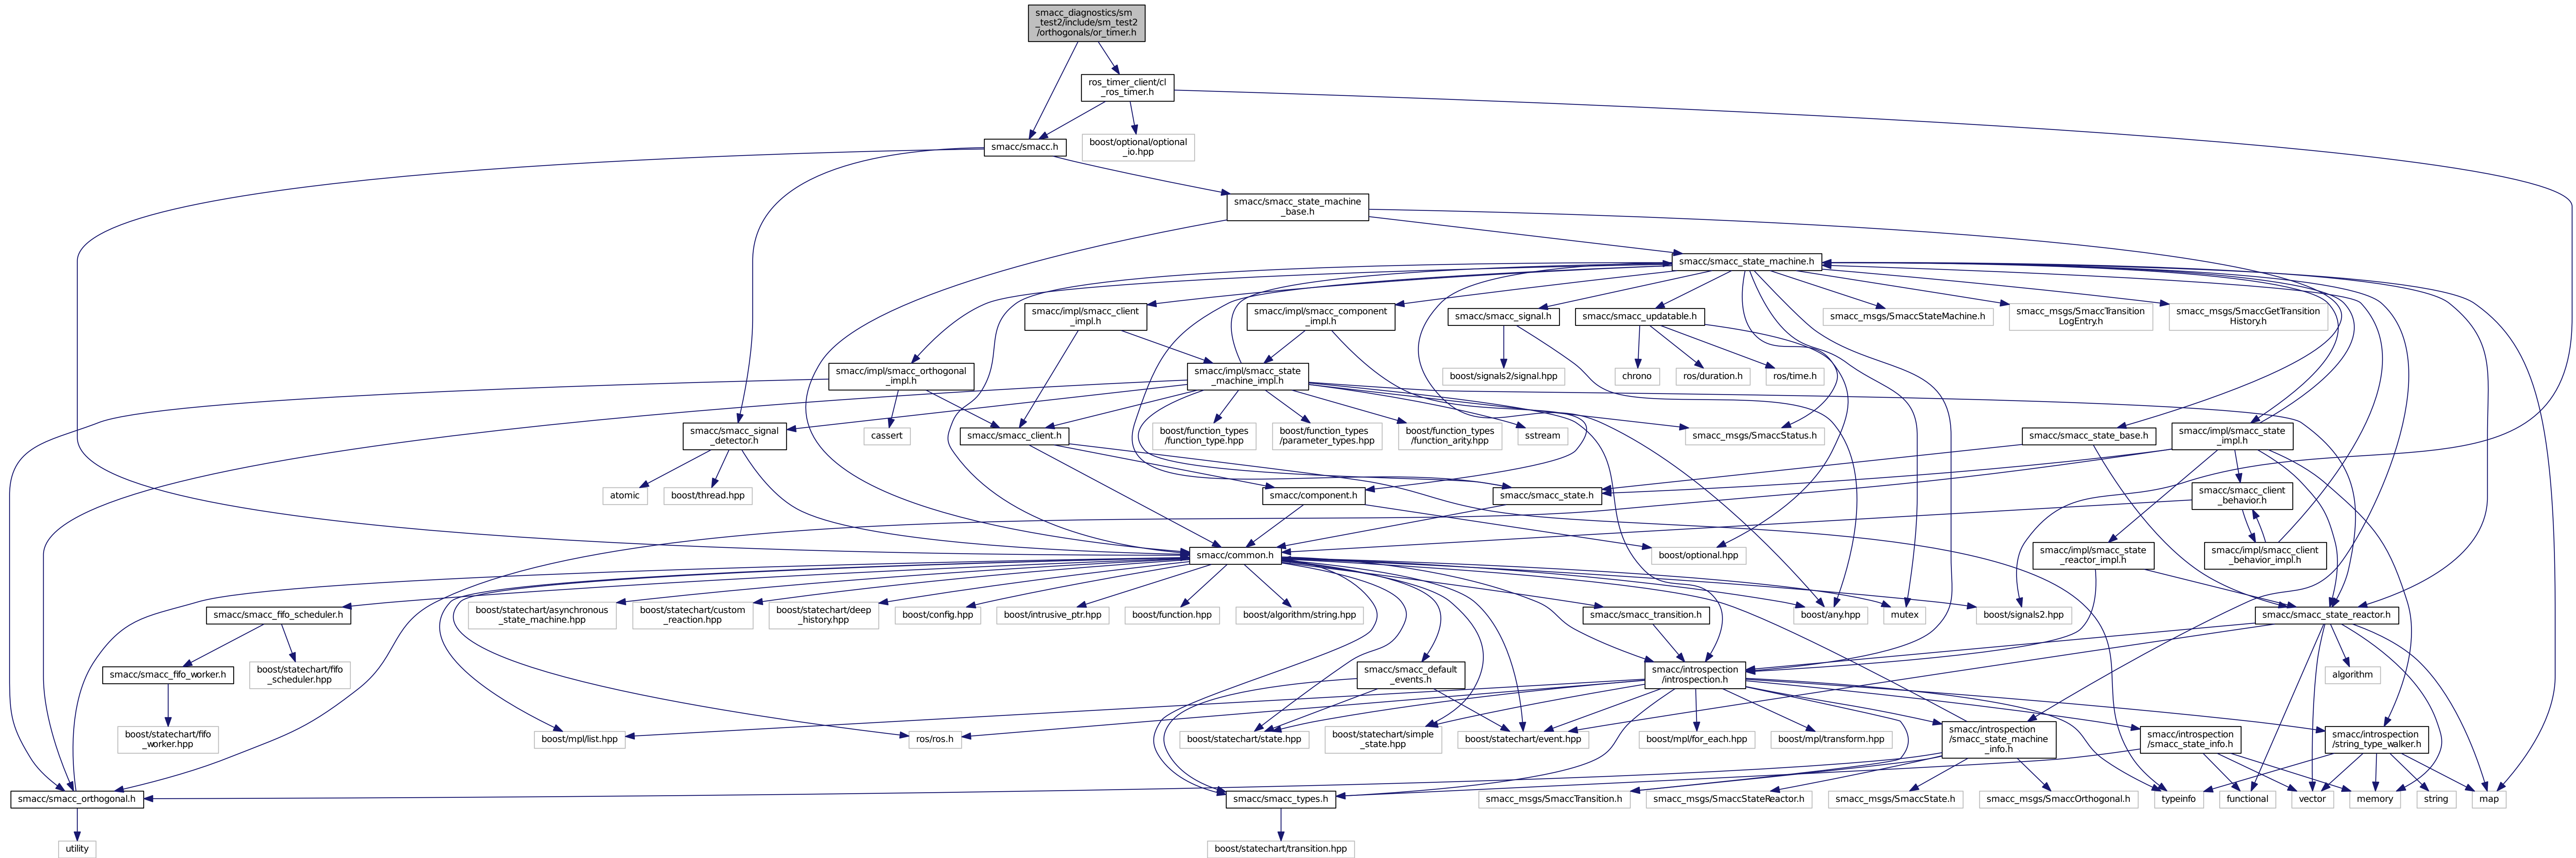 smacc_diagnostics/sm
_test2/include/sm_test2
/orthogonals/or_timer.h
ros_timer_client/cl
_ros_timer.h
smacc/smacc.h
boost/optional/optional
_io.hpp
smacc/smacc_state_machine
_base.h
smacc/smacc_state_machine.h
smacc/impl/smacc_client
_impl.h
smacc/impl/smacc_component
_impl.h
smacc/smacc_signal.h
smacc/smacc_updatable.h
smacc_msgs/SmaccStateMachine.h
smacc_msgs/SmaccTransition
LogEntry.h
smacc_msgs/SmaccGetTransition
History.h
smacc/impl/smacc_orthogonal
_impl.h
smacc/impl/smacc_state
_machine_impl.h
boost/signals2/signal.hpp
chrono
ros/duration.h
ros/time.h
smacc/smacc_signal
_detector.h
cassert
smacc/smacc_client.h
boost/function_types
/function_type.hpp
boost/function_types
/parameter_types.hpp
boost/function_types
/function_arity.hpp
sstream
smacc_msgs/SmaccStatus.h
smacc/smacc_state_base.h
smacc/impl/smacc_state
_impl.h
atomic
boost/thread.hpp
smacc/component.h
smacc/smacc_state.h
smacc/smacc_client
_behavior.h
smacc/common.h
boost/optional.hpp
smacc/impl/smacc_state
_reactor_impl.h
smacc/impl/smacc_client
_behavior_impl.h
smacc/smacc_fifo_scheduler.h
boost/statechart/asynchronous
_state_machine.hpp
boost/statechart/custom
_reaction.hpp
boost/statechart/deep
_history.hpp
boost/config.hpp
boost/intrusive_ptr.hpp
boost/function.hpp
boost/algorithm/string.hpp
smacc/smacc_transition.h
boost/any.hpp
mutex
boost/signals2.hpp
smacc/smacc_state_reactor.h
smacc/smacc_fifo_worker.h
boost/statechart/fifo
_scheduler.hpp
smacc/smacc_default
_events.h
smacc/introspection
/introspection.h
algorithm
boost/statechart/fifo
_worker.hpp
boost/mpl/list.hpp
ros/ros.h
boost/statechart/state.hpp
boost/statechart/simple
_state.hpp
boost/statechart/event.hpp
boost/mpl/for_each.hpp
boost/mpl/transform.hpp
smacc/introspection
/smacc_state_machine
_info.h
smacc/introspection
/smacc_state_info.h
smacc/introspection
/string_type_walker.h
smacc/smacc_orthogonal.h
smacc/smacc_types.h
smacc_msgs/SmaccTransition.h
smacc_msgs/SmaccStateReactor.h
smacc_msgs/SmaccState.h
smacc_msgs/SmaccOrthogonal.h
typeinfo
functional
vector
memory
string
map
utility
boost/statechart/transition.hpp